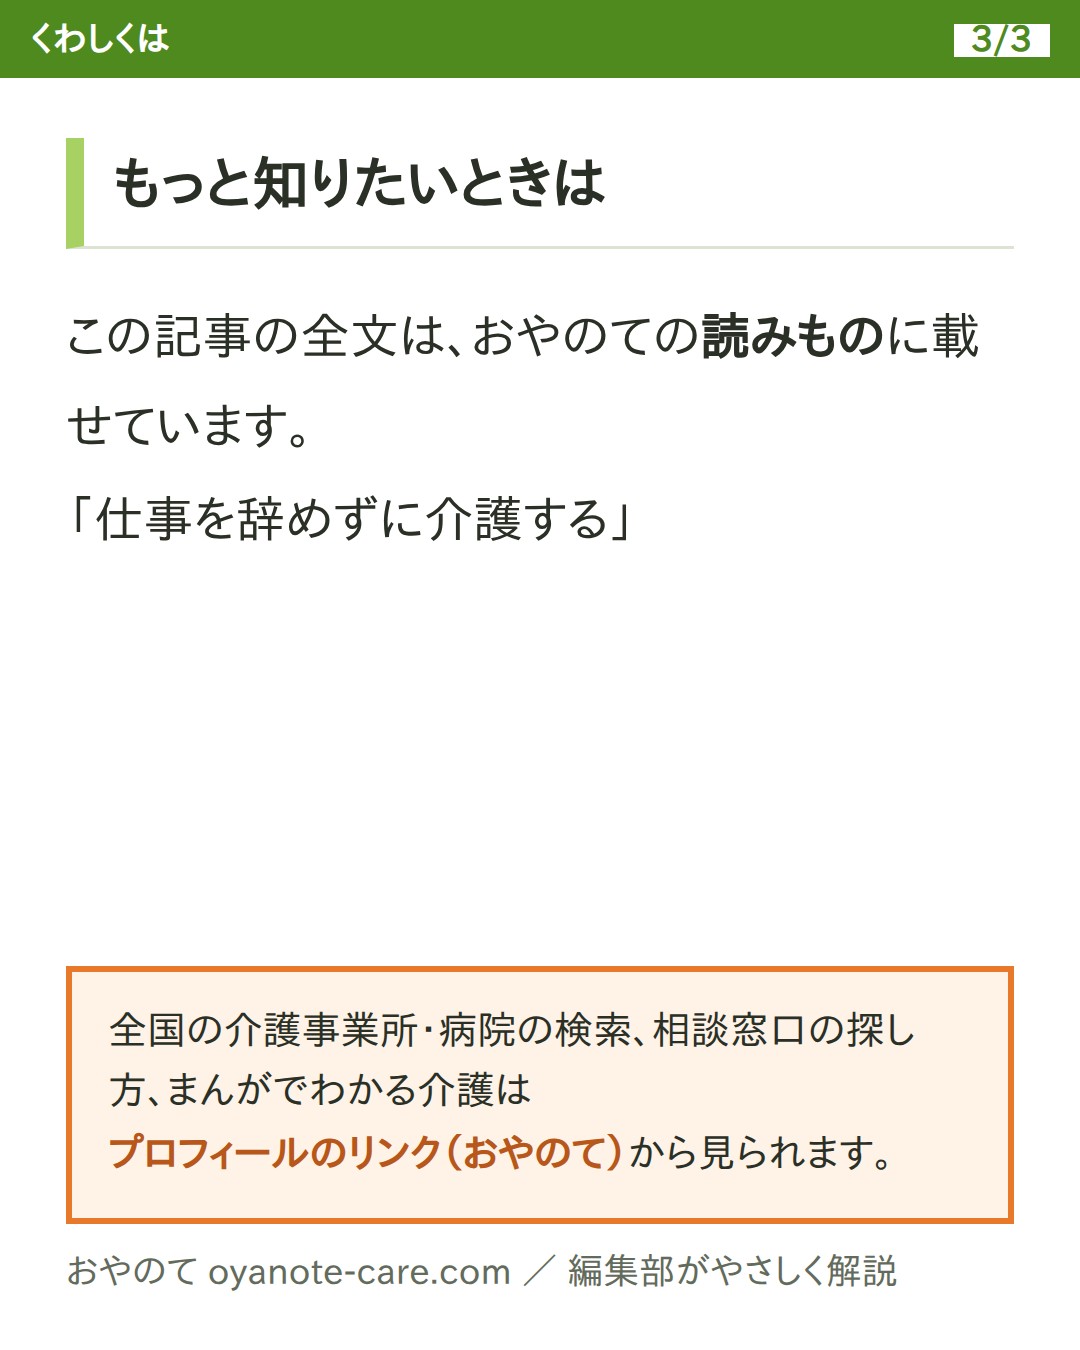 くわしくは
3/3
もっと知りたいときは
この記事の全文は、おやのての読みものに載
せています。
「仕事を辞めずに介護する」
全国の介護事業所・病院の検索、相談窓口の探し
方、まんがでわかる介護は
プロフィールのリンク（おやのて）から見られます。
おやのて oyanote-care.com ／ 編集部がやさしく解説